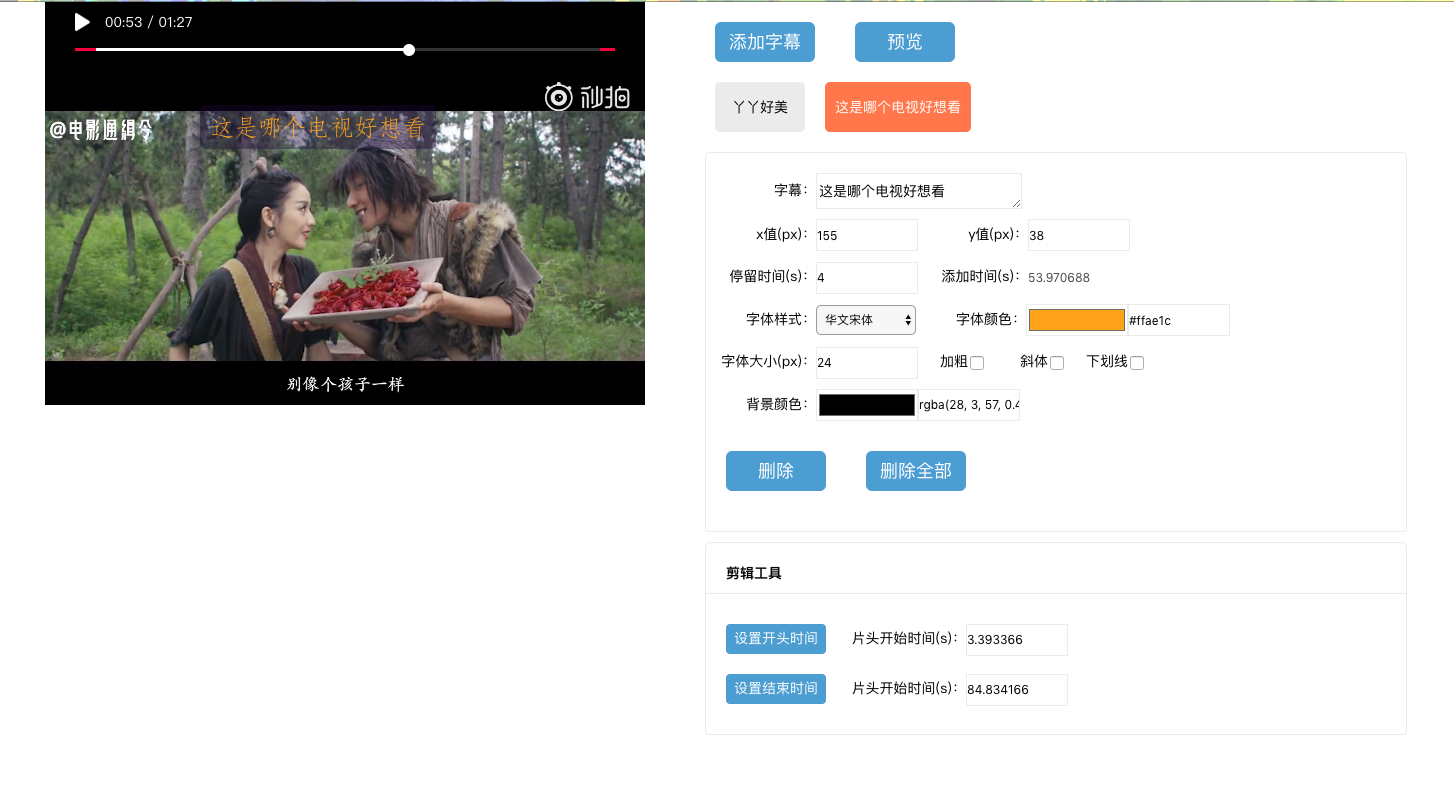 00:53 / 01:27
秒拍
@电影通缉令
这是哪个电视好想看
别像个孩子一样
添加字幕 预览
丫丫好美 这是哪个电视好想看
字幕： 这是哪个电视好想看
x值(px)： 155 y值(px)： 38
停留时间(s)： 4 添加时间(s)： 53.970688
字体样式： 华文宋体 字体颜色： #ffae1c
字体大小(px)： 24 加粗 斜体 下划线
背景颜色： rgba(28, 3, 57, 0.4
删除 删除全部
剪辑工具
设置开头时间 片头开始时间(s)： 3.393366
设置结束时间 片头开始时间(s)： 84.834166